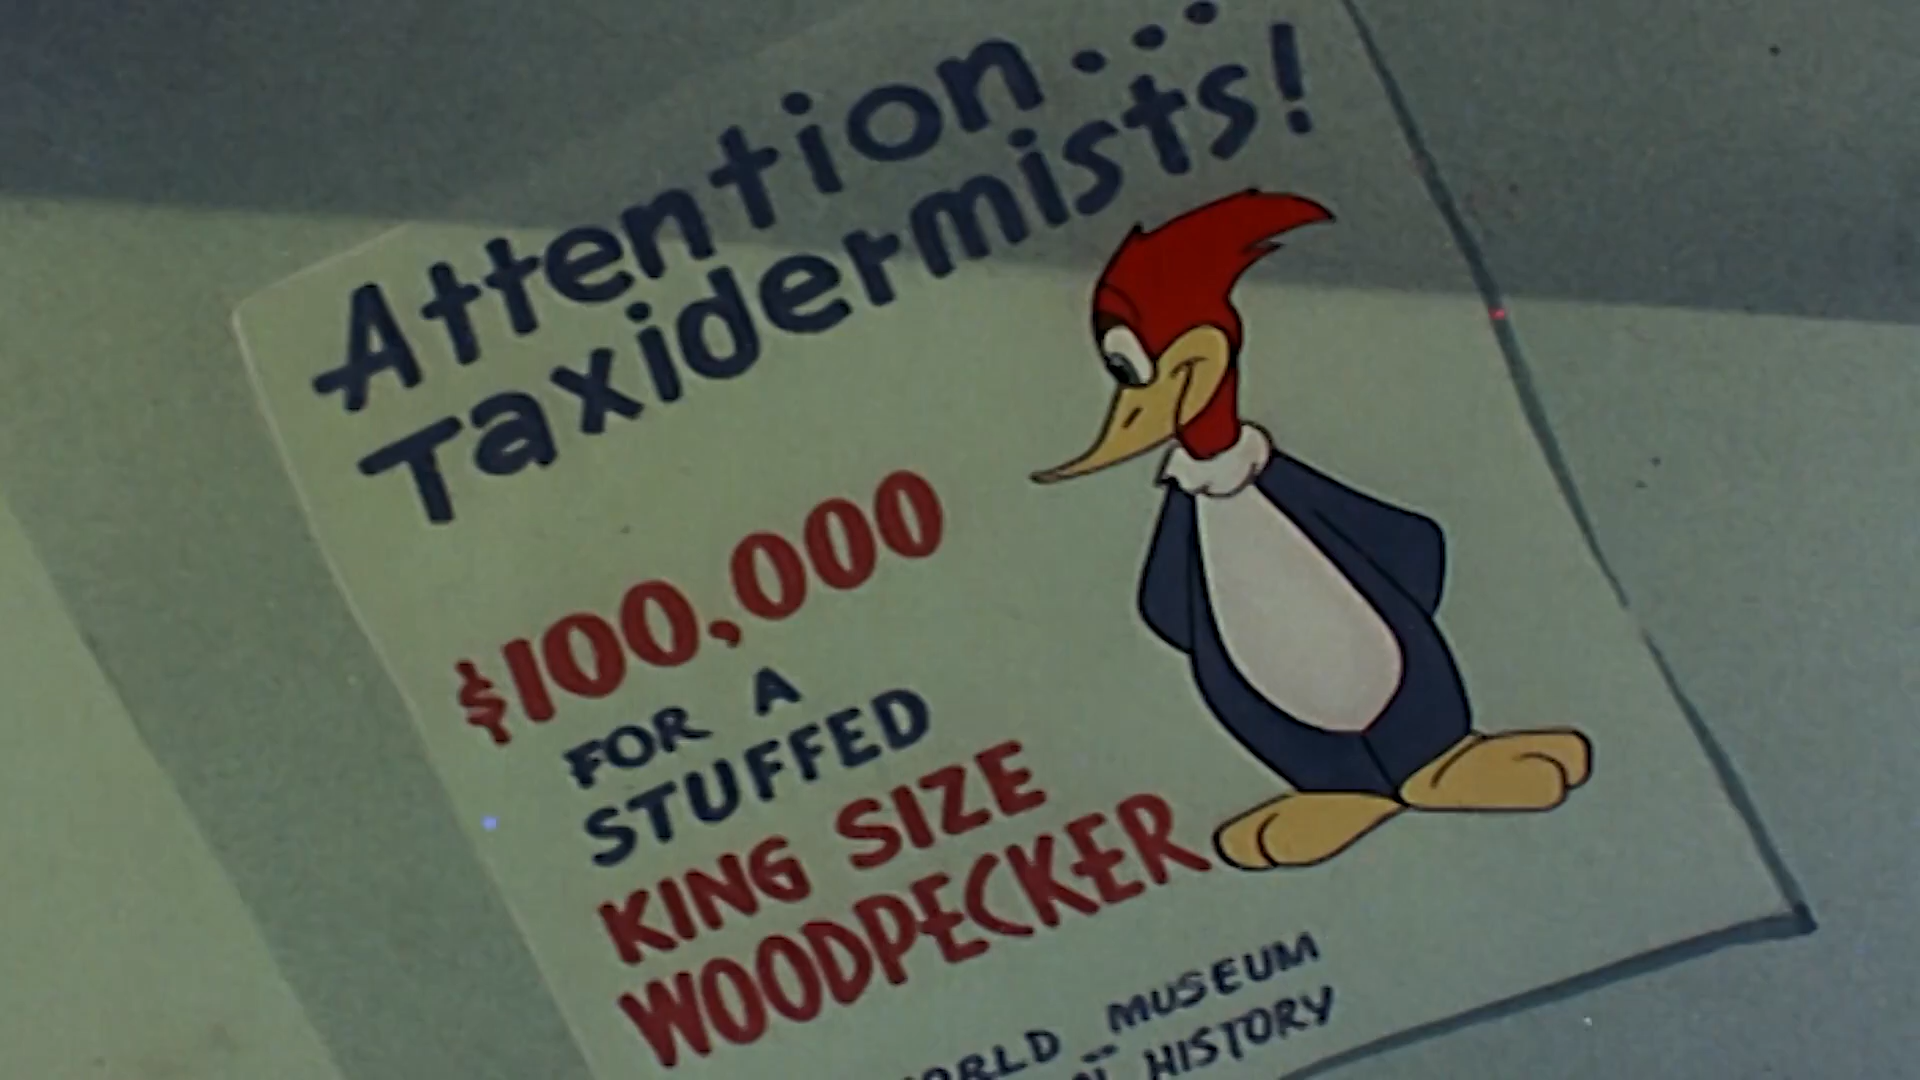 Attention...
Taxidermists!
$100,000
FOR A
STUFFED
KING SIZE
WOODPECKER
MUSEUM
HISTORY